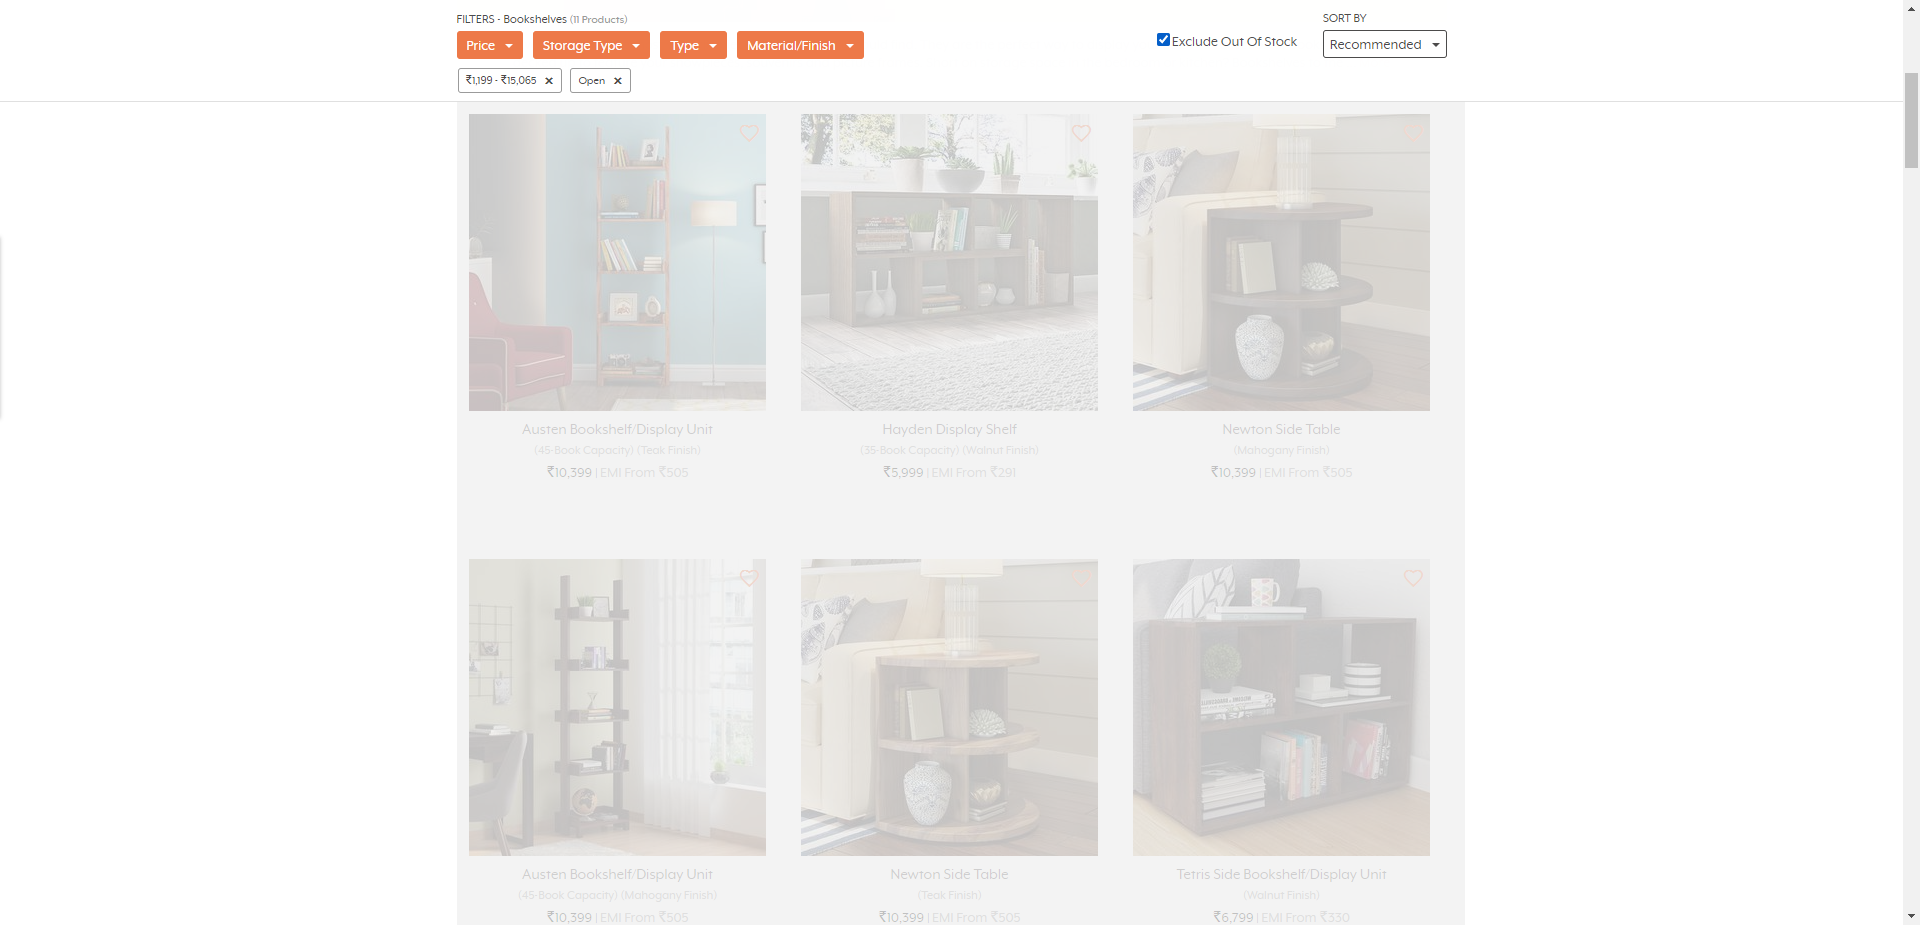 FILTERS - Bookshelves (11 Products)
SORT BY
Price
Storage Type
Type
Material/Finish
Exclude Out Of Stock
Recommended
₹1,199 - ₹15,065 ×
Open ×
Austen Bookshelf/Display Unit
(45-Book Capacity) (Teak Finish)
₹10,399 | EMI From ₹505
Hayden Display Shelf
(35-Book Capacity) (Walnut Finish)
₹5,999 | EMI From ₹291
Newton Side Table
(Mahogany Finish)
₹10,399 | EMI From ₹505
Austen Bookshelf/Display Unit
(45-Book Capacity) (Mahogany Finish)
₹10,399 | EMI From ₹505
Newton Side Table
(Teak Finish)
₹10,399 | EMI From ₹505
Tetris Side Bookshelf/Display Unit
(Walnut Finish)
₹6,799 | EMI From ₹330